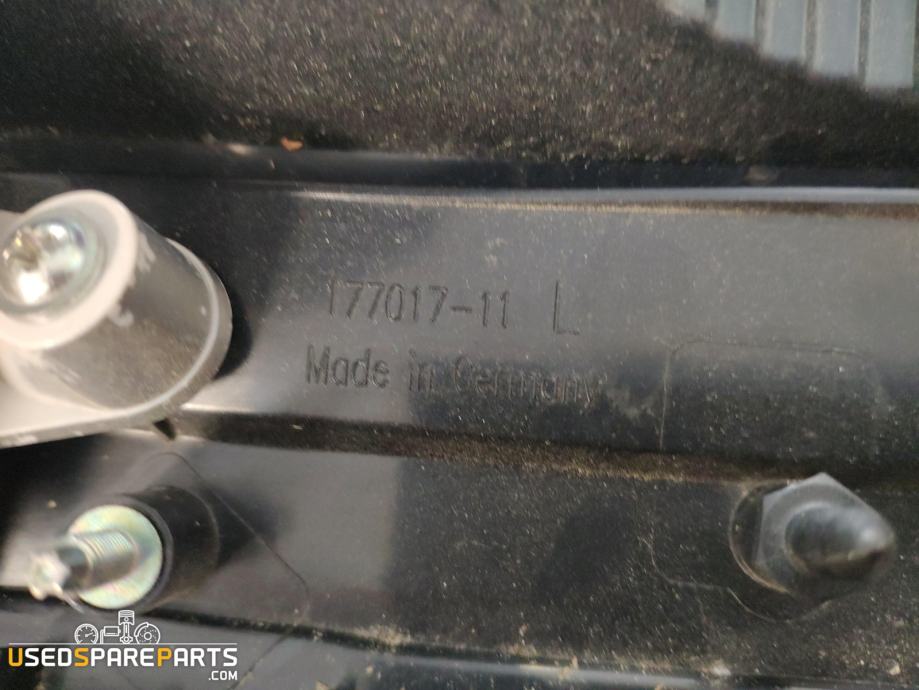 177017-11 L
Made in Germany
USEDSPAREPARTS
.COM